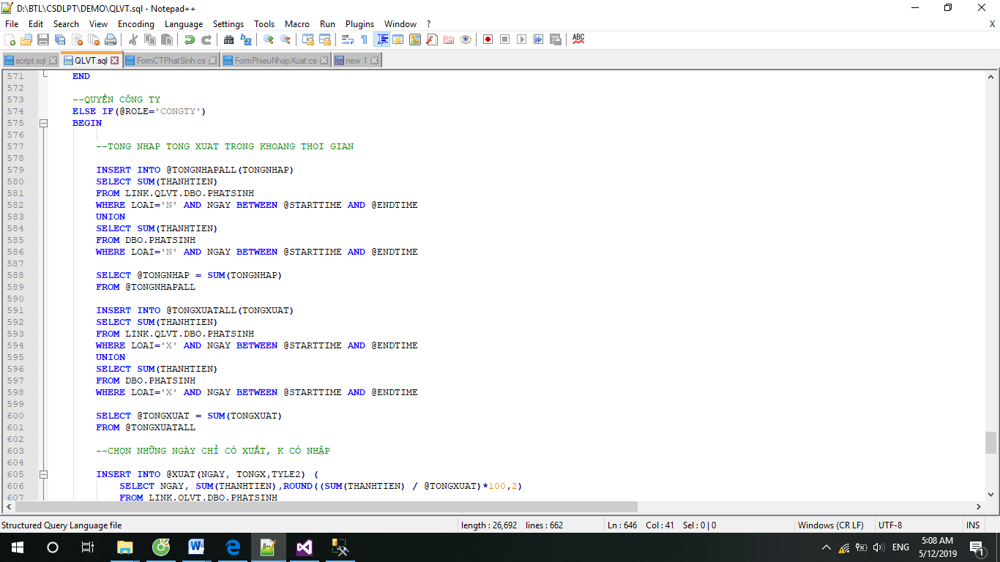 D:\BTL\CSDLPT\DEMO\QLVT.sql - Notepad++
File Edit Search View Encoding Language Settings Tools Macro Run Plugins Window ? X
ABC
script.sql QLVT.sql FormCTPhatSinh.cs FormPhieuNhapXuat.cs new 1
571 END
572
573 --QUYỀN CÔNG TY
574 ELSE IF(@ROLE='CONGTY')
575 BEGIN
576
577 --TONG NHAP TONG XUAT TRONG KHOANG THOI GIAN
578
579 INSERT INTO @TONGNHAPALL(TONGNHAP)
580 SELECT SUM(THANHTIEN)
581 FROM LINK.QLVT.DBO.PHATSINH
582 WHERE LOAI='N' AND NGAY BETWEEN @STARTTIME AND @ENDTIME
583 UNION
584 SELECT SUM(THANHTIEN)
585 FROM DBO.PHATSINH
586 WHERE LOAI='N' AND NGAY BETWEEN @STARTTIME AND @ENDTIME
587
588 SELECT @TONGNHAP = SUM(TONGNHAP)
589 FROM @TONGNHAPALL
590
591 INSERT INTO @TONGXUATALL(TONGXUAT)
592 SELECT SUM(THANHTIEN)
593 FROM LINK.QLVT.DBO.PHATSINH
594 WHERE LOAI='X' AND NGAY BETWEEN @STARTTIME AND @ENDTIME
595 UNION
596 SELECT SUM(THANHTIEN)
597 FROM DBO.PHATSINH
598 WHERE LOAI='X' AND NGAY BETWEEN @STARTTIME AND @ENDTIME
599
600 SELECT @TONGXUAT = SUM(TONGXUAT)
601 FROM @TONGXUATALL
602
603 --CHỌN NHỮNG NGÀY CHỈ CÓ XUẤT, K CÓ NHẬP
604
605 INSERT INTO @XUAT(NGAY, TONGX,TYLE2) (
606 SELECT NGAY, SUM(THANHTIEN),ROUND((SUM(THANHTIEN) / @TONGXUAT)*100,2)
607 FROM LINK.QLVT.DBO.PHATSINH
Structured Query Language file length : 26,692 lines : 662 Ln : 646 Col : 41 Sel : 0 | 0 Windows (CR LF) UTF-8 INS
ENG 5:08 AM
5/12/2019 1